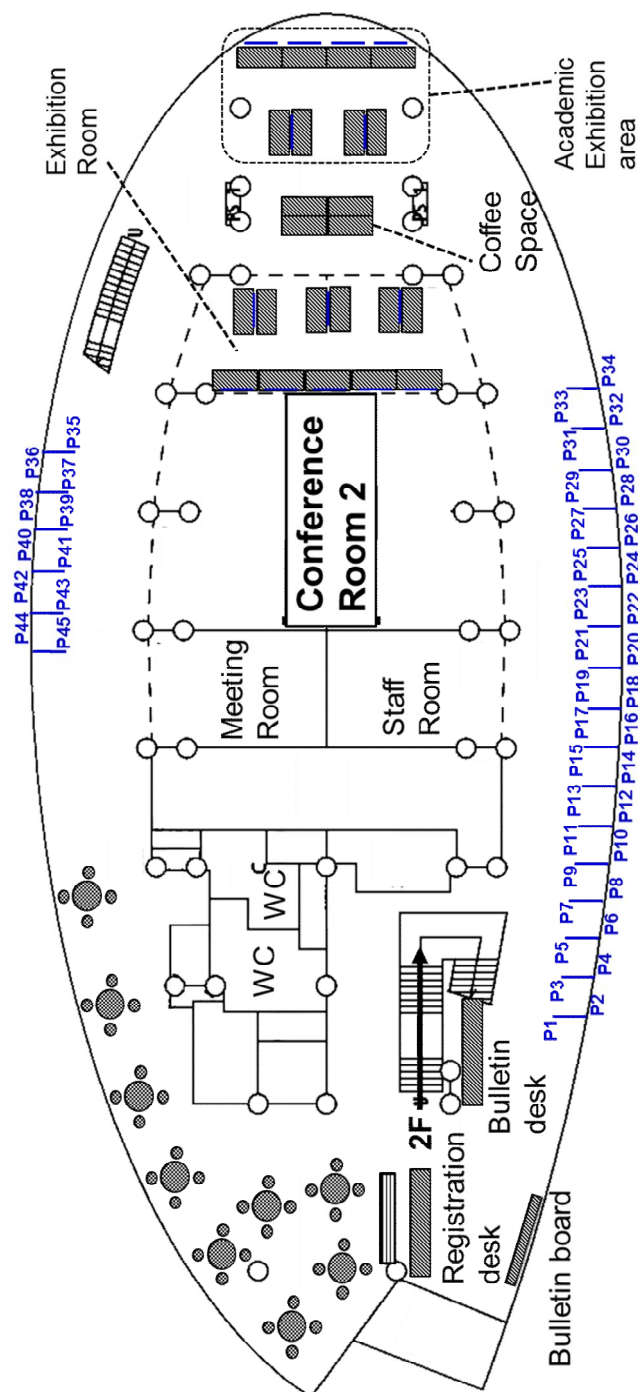 Exhibition
Room
Academic
Exhibition
area
PS
PS
Coffee
Space
P36
P35
P38
P37
P40
P39
P42
P41
P44
P43
P45
P33
P34
P31
P32
P29
P30
P27
P28
P25
P26
P23
P24
P21
P22
P19
P20
P17
P18
P15
P16
P13
P14
P11
P12
P9
P10
P7
P8
P5
P6
P3
P4
P1
P2
Conference
Room 2
Meeting
Room
Staff
Room
WC
WC
2F
Bulletin
desk
Registration
desk
Bulletin board